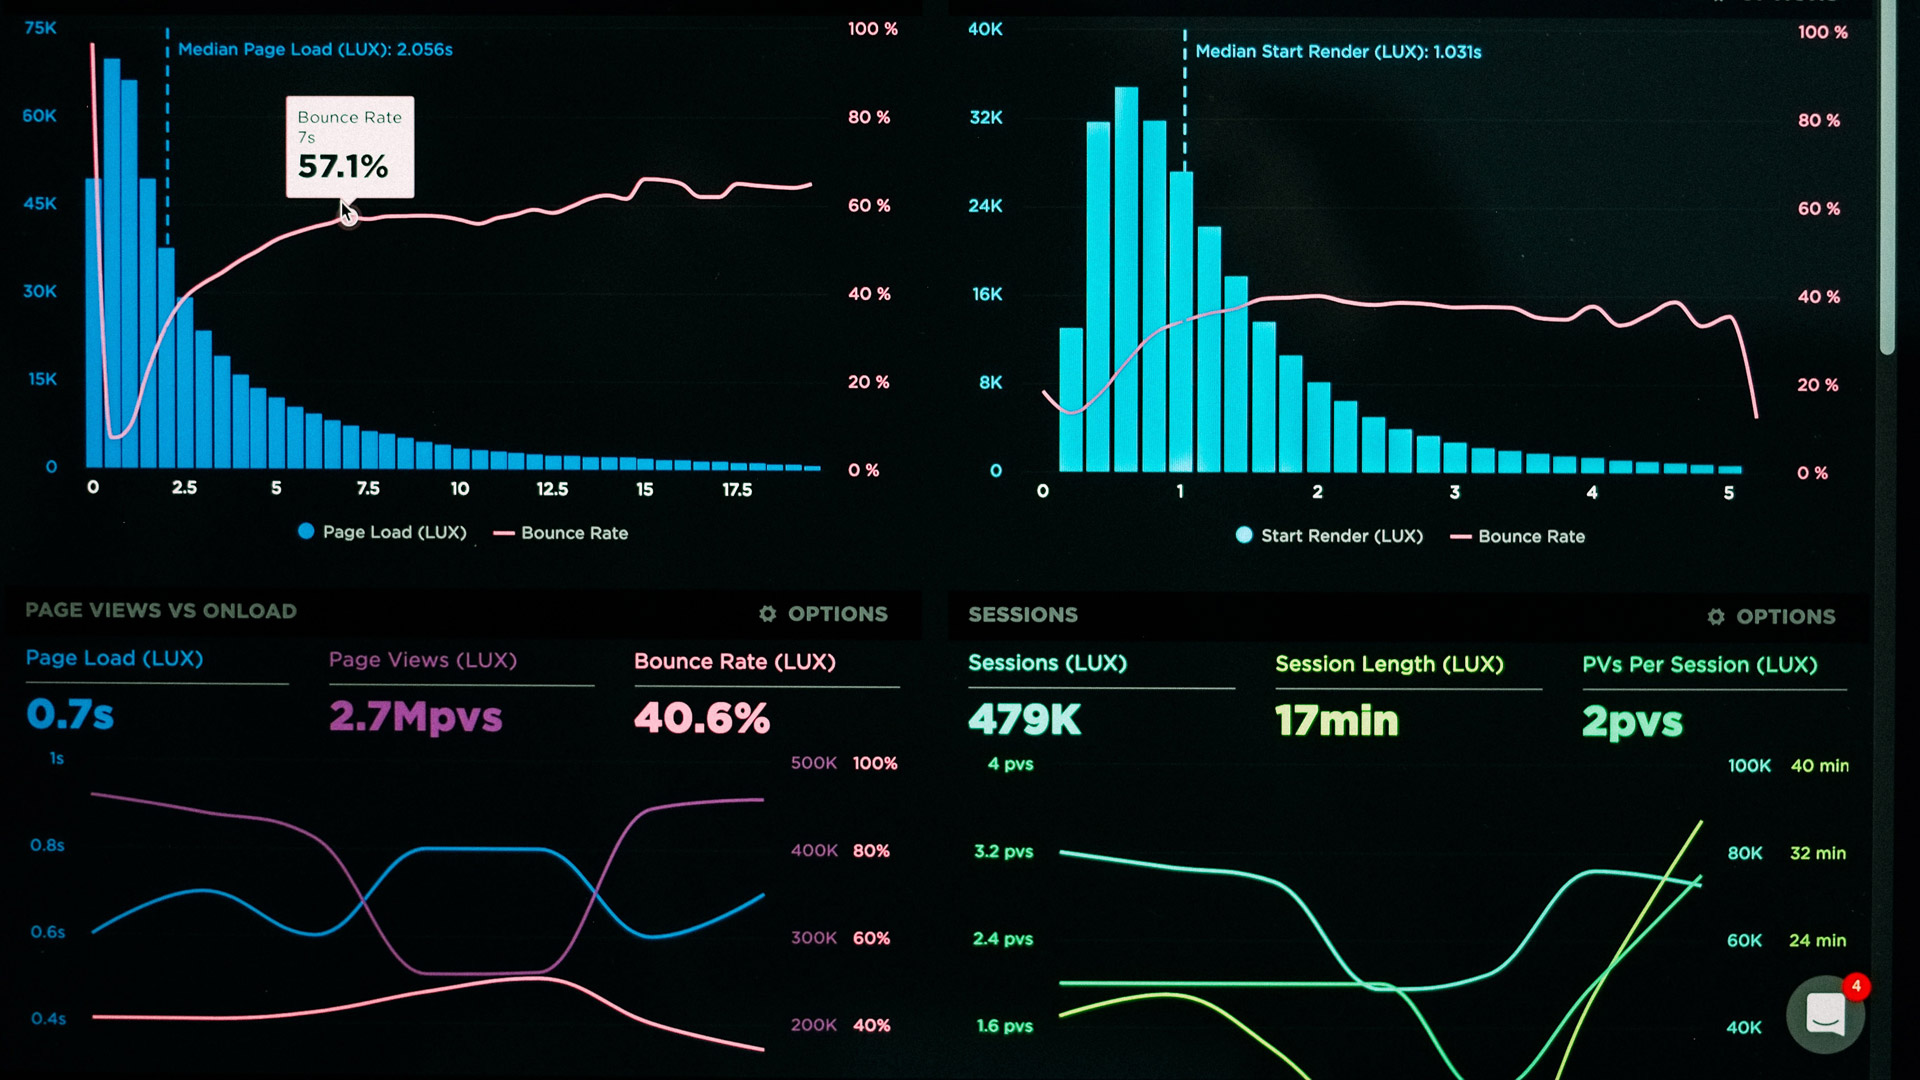 75K
60K
45K
30K
15K
0
Median Page Load (LUX): 2.056s
Bounce Rate
7s
57.1%
100 %
80 %
60 %
40 %
20 %
0 %
0 2.5 5 7.5 10 12.5 15 17.5
Page Load (LUX) Bounce Rate
40K
32K
24K
16K
8K
0
Median Start Render (LUX): 1.031s
100 %
80 %
60 %
40 %
20 %
0 %
0 1 2 3 4 5
Start Render (LUX) Bounce Rate
PAGE VIEWS VS ONLOAD OPTIONS
Page Load (LUX) Page Views (LUX) Bounce Rate (LUX)
0.7s 2.7Mpvs 40.6%
1s 500K 100%
0.8s 400K 80%
0.6s 300K 60%
0.4s 200K 40%
SESSIONS OPTIONS
Sessions (LUX) Session Length (LUX) PVs Per Session (LUX)
479K 17min 2pvs
4 pvs 100K 40 min
3.2 pvs 80K 32 min
2.4 pvs 60K 24 min
1.6 pvs 40K
4